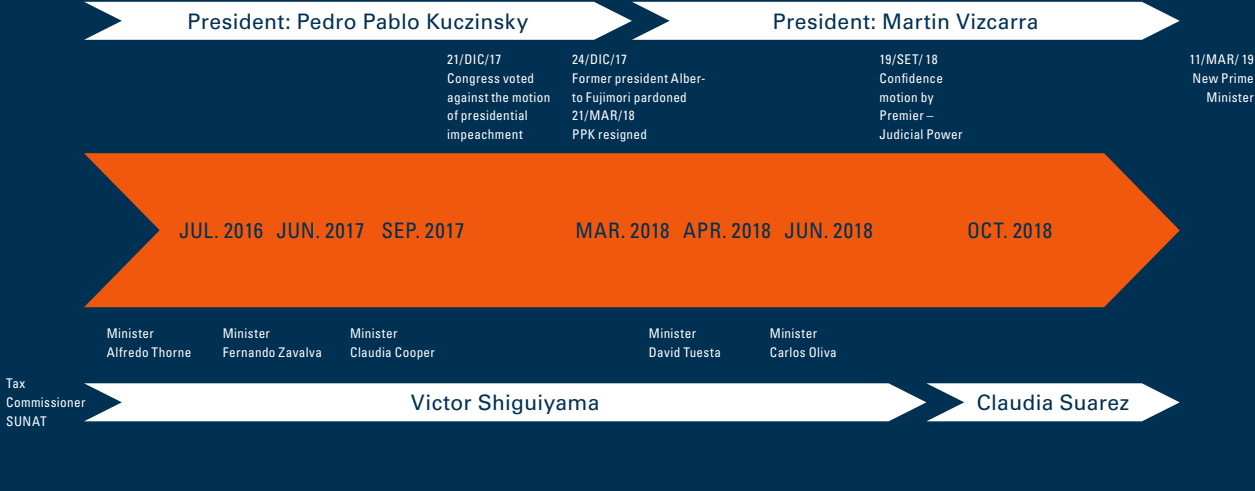 President: Pedro Pablo Kuczinsky
President: Martin Vizcarra
21/DIC/17
Congress voted
against the motion
of presidential
impeachment
24/DIC/17
Former president Alber-
to Fujimori pardoned
21/MAR/18
PPK resigned
19/SET/ 18
Confidence
motion by
Premier –
Judicial Power
11/MAR/ 19
New Prime
Minister
JUL. 2016 JUN. 2017 SEP. 2017 MAR. 2018 APR. 2018 JUN. 2018 OCT. 2018
Minister
Alfredo Thorne
Minister
Fernando Zavalva
Minister
Claudia Cooper
Minister
David Tuesta
Minister
Carlos Oliva
Tax
Commissioner
SUNAT
Victor Shiguiyama
Claudia Suarez